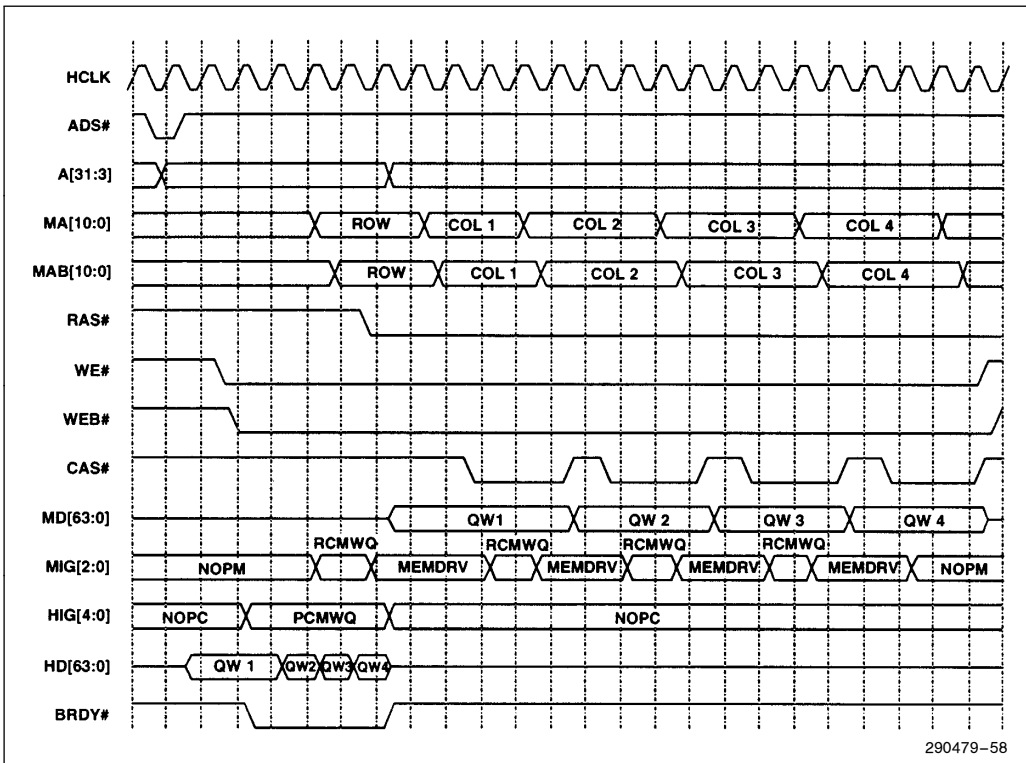 HCLK
ADS#
A[31:3]
MA[10:0] ROW COL 1 COL 2 COL 3 COL 4
MAB[10:0] ROW COL 1 COL 2 COL 3 COL 4
RAS#
WE#
WEB#
CAS#
MD[63:0] QW1 QW 2 QW 3 QW 4
RCMWQ RCMWQ RCMWQ RCMWQ
MIG[2:0] NOPM MEMDRV MEMDRV MEMDRV MEMDRV NOPM
HIG[4:0] NOPC PCMWQ NOPC
HD[63:0] QW 1 QW2 QW3 QW4
BRDY#
290479-58